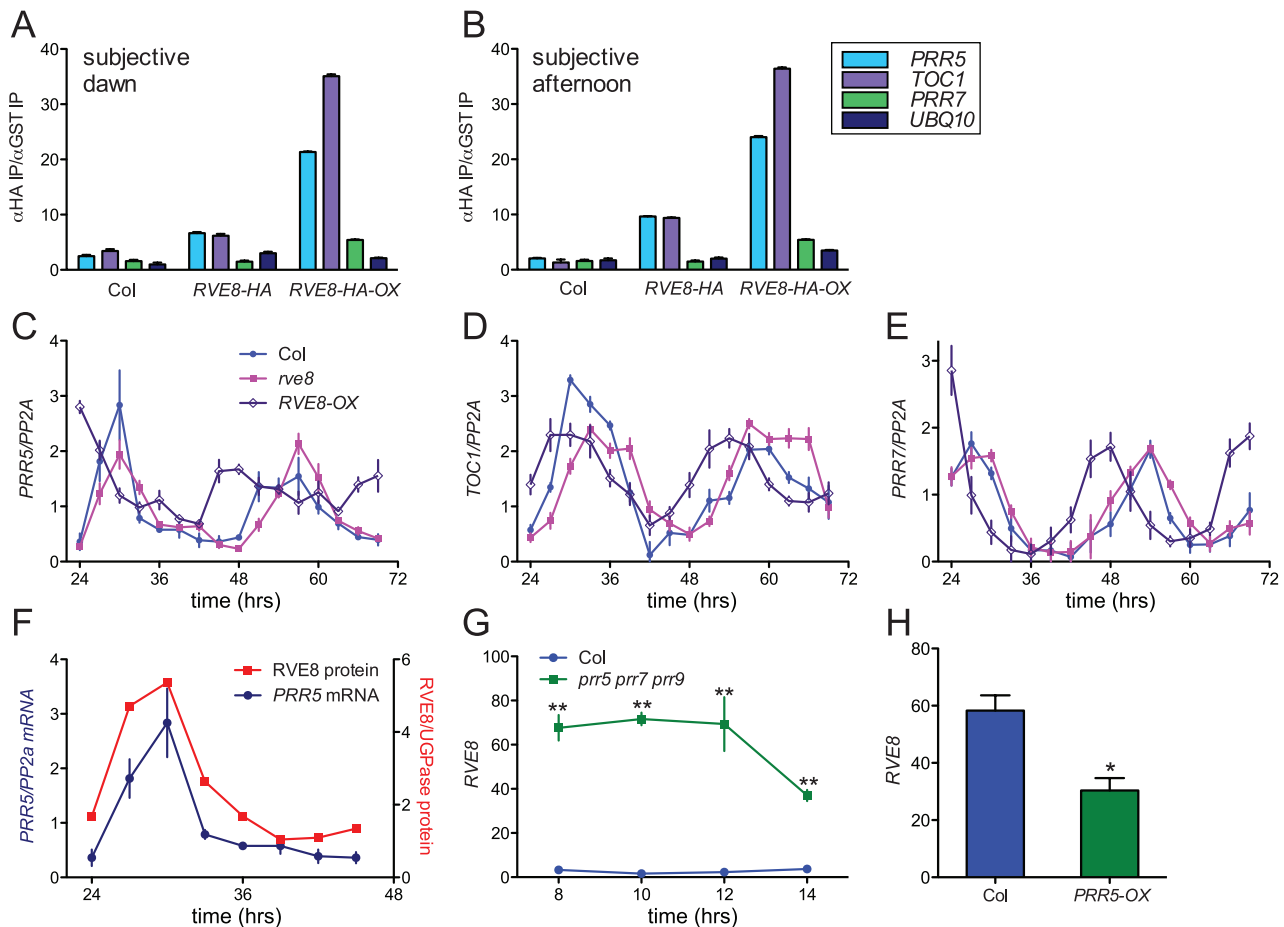 A
subjective
dawn
αHA IP/αGST IP
40
30
20
10
0
Col
RVE8-HA
RVE8-HA-OX
B
subjective
afternoon
αHA IP/αGST IP
40
30
20
10
0
Col
RVE8-HA
RVE8-HA-OX
PRR5
TOC1
PRR7
UBQ10
C
Col
rve8
RVE8-OX
PRR5/PP2A
4
3
2
1
0
24
36
48
60
72
time (hrs)
D
TOC1/PP2A
4
3
2
1
0
24
36
48
60
72
time (hrs)
E
PRR7/PP2A
3
2
1
0
24
36
48
60
72
time (hrs)
F
RVE8 protein
PRR5 mRNA
PRR5/PP2a mRNA
4
3
2
1
0
RVE8/UGPase protein
6
4
2
0
24
36
48
time (hrs)
G
Col
prr5 prr7 prr9
RVE8
100
80
60
40
20
0
**
**
**
**
8
10
12
14
time (hrs)
H
RVE8
80
60
40
20
0
*
Col
PRR5-OX